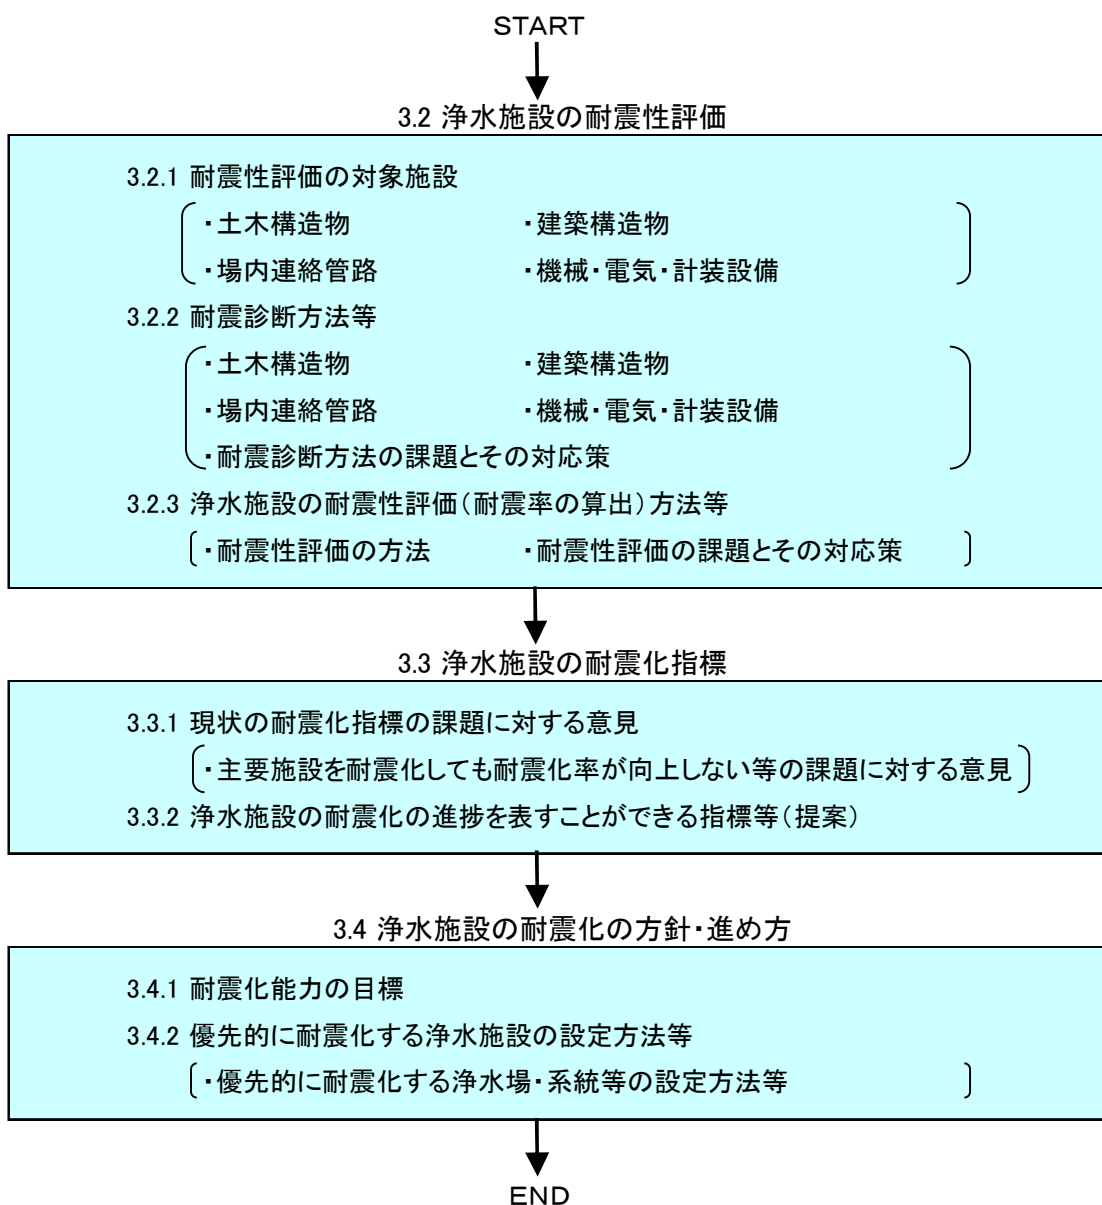 START
3.2 浄水施設の耐震性評価
3.2.1 耐震性評価の対象施設
・土木構造物 ・建築構造物
・場内連絡管路 ・機械・電気・計装設備
3.2.2 耐震診断方法等
・土木構造物 ・建築構造物
・場内連絡管路 ・機械・電気・計装設備
・耐震診断方法の課題とその対応策
3.2.3 浄水施設の耐震性評価（耐震率の算出）方法等
・耐震性評価の方法 ・耐震性評価の課題とその対応策
3.3 浄水施設の耐震化指標
3.3.1 現状の耐震化指標の課題に対する意見
・主要施設を耐震化しても耐震化率が向上しない等の課題に対する意見
3.3.2 浄水施設の耐震化の進捗を表すことができる指標等（提案）
3.4 浄水施設の耐震化の方針・進め方
3.4.1 耐震化能力の目標
3.4.2 優先的に耐震化する浄水施設の設定方法等
・優先的に耐震化する浄水場・系統等の設定方法等
END